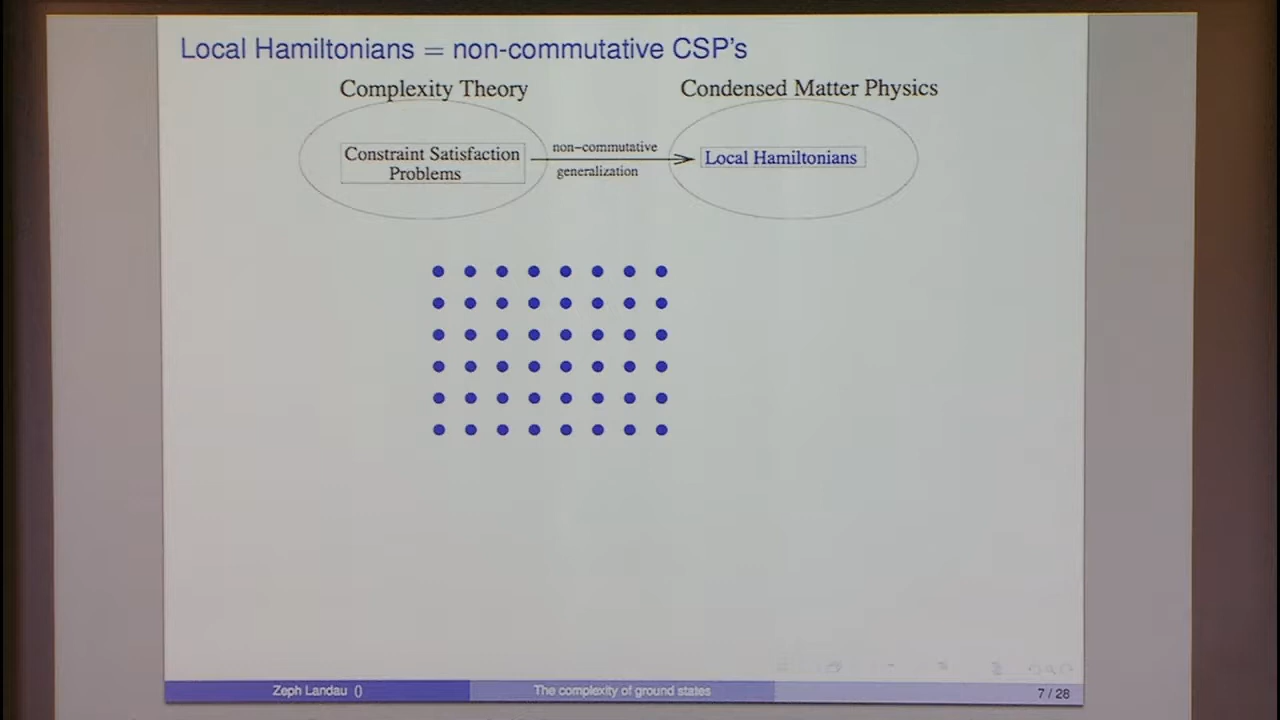 Local Hamiltonians = non-commutative CSP's
Complexity Theory
Condensed Matter Physics
Constraint Satisfaction
Problems
non-commutative
generalization
Local Hamiltonians
Zeph Landau ()
The complexity of ground states
7 / 28